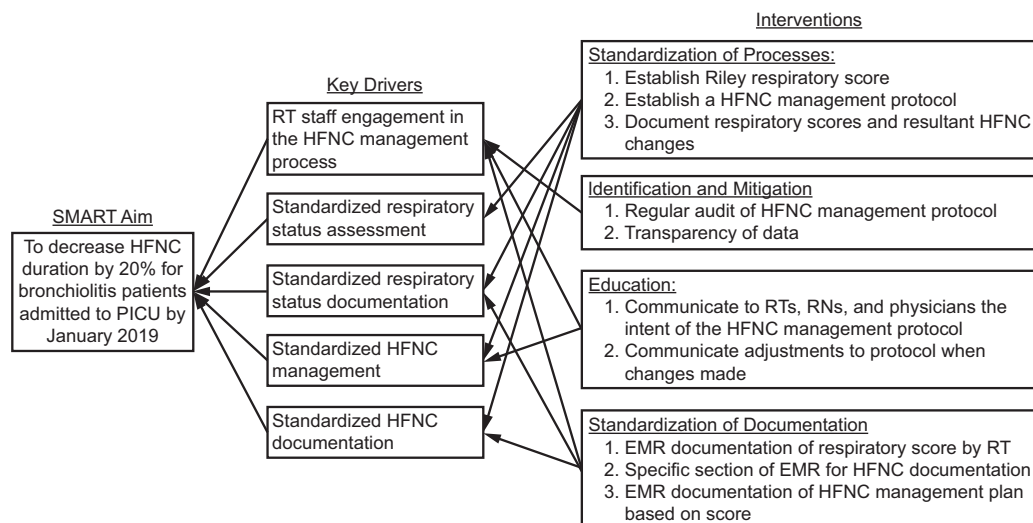 SMART Aim
To decrease HFNC
duration by 20% for
bronchiolitis patients
admitted to PICU by
January 2019
Key Drivers
RT staff engagement in
the HFNC management
process
Standardized respiratory
status assessment
Standardized respiratory
status documentation
Standardized HFNC
management
Standardized HFNC
documentation
Interventions
Standardization of Processes:
1. Establish Riley respiratory score
2. Establish a HFNC management protocol
3. Document respiratory scores and resultant HFNC
changes
Identification and Mitigation
1. Regular audit of HFNC management protocol
2. Transparency of data
Education:
1. Communicate to RTs, RNs, and physicians the
intent of the HFNC management protocol
2. Communicate adjustments to protocol when
changes made
Standardization of Documentation
1. EMR documentation of respiratory score by RT
2. Specific section of EMR for HFNC documentation
3. EMR documentation of HFNC management plan
based on score